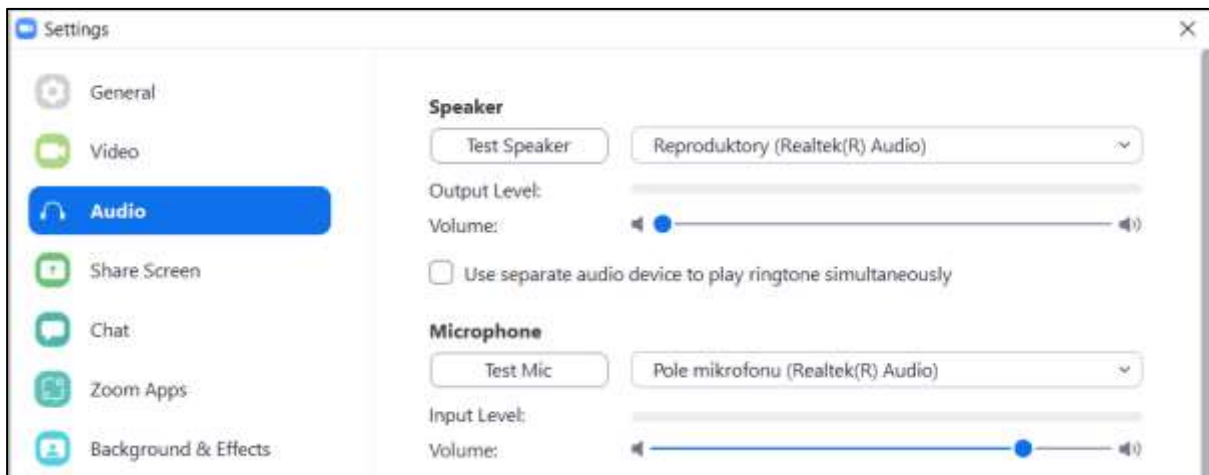 Settings
General
Video
Audio
Share Screen
Chat
Zoom Apps
Background & Effects
Speaker
Test Speaker
Reproduktory (Realtek(R) Audio)
Output Level:
Volume:
Use separate audio device to play ringtone simultaneously
Microphone
Test Mic
Pole mikrofonu (Realtek(R) Audio)
Input Level:
Volume: